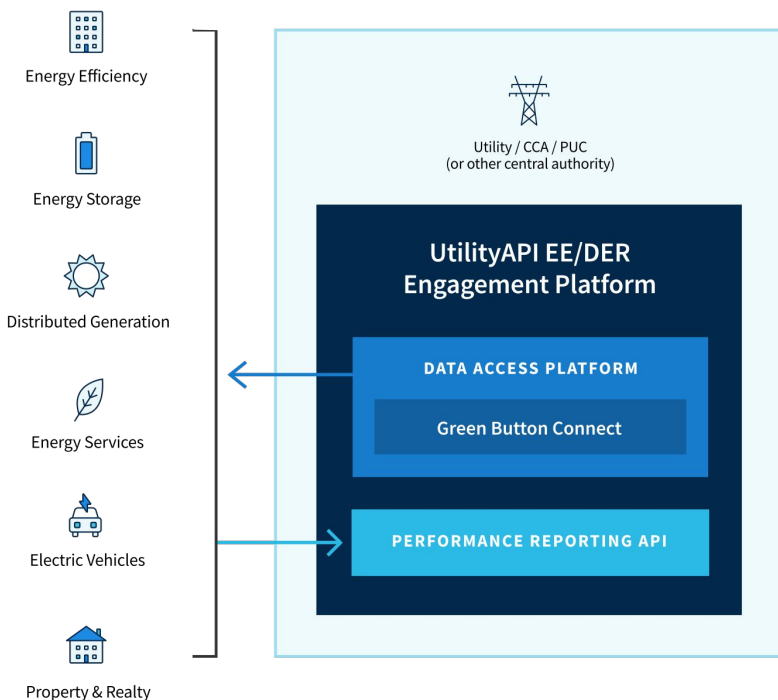 Energy Efficiency
Energy Storage
Distributed Generation
Energy Services
Electric Vehicles
Property & Realty
Utility / CCA / PUC
(or other central authority)
UtilityAPI EE/DER
Engagement Platform
DATA ACCESS PLATFORM
Green Button Connect
PERFORMANCE REPORTING API